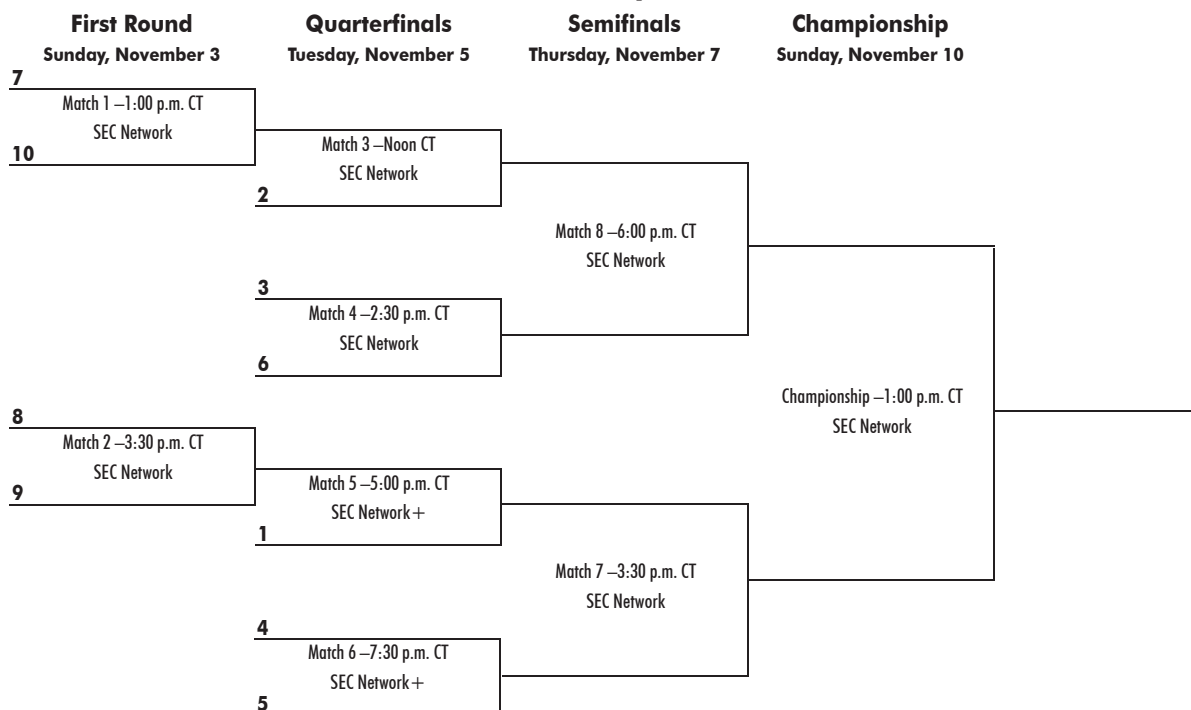 First Round
Sunday, November 3
Quarterfinals
Tuesday, November 5
Semifinals
Thursday, November 7
Championship
Sunday, November 10
7
Match 1 –1:00 p.m. CT
SEC Network
10
Match 3 –Noon CT
SEC Network
2
Match 8 –6:00 p.m. CT
SEC Network
3
Match 4 –2:30 p.m. CT
SEC Network
6
Championship –1:00 p.m. CT
SEC Network
8
Match 2 –3:30 p.m. CT
SEC Network
9
Match 5 –5:00 p.m. CT
SEC Network+
1
Match 7 –3:30 p.m. CT
SEC Network
4
Match 6 –7:30 p.m. CT
SEC Network+
5